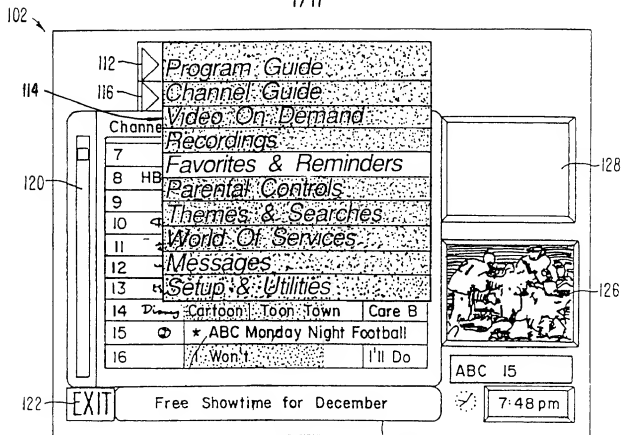 102
112
Program Guide
116
Channel Guide
114
Video On Demand
Channe
Recordings
7
Favorites & Reminders
128
120
8 HB
Parental Controls
9
Themes & Searches
10
World Of Services
11
12
Messages
126
13
Setup & Utilities
14 Cartoon Toon Town Care B
15 * ABC Monday Night Football
16 I Won't I'll Do
ABC 15
122
EXIT
Free Showtime for December
7:48 pm